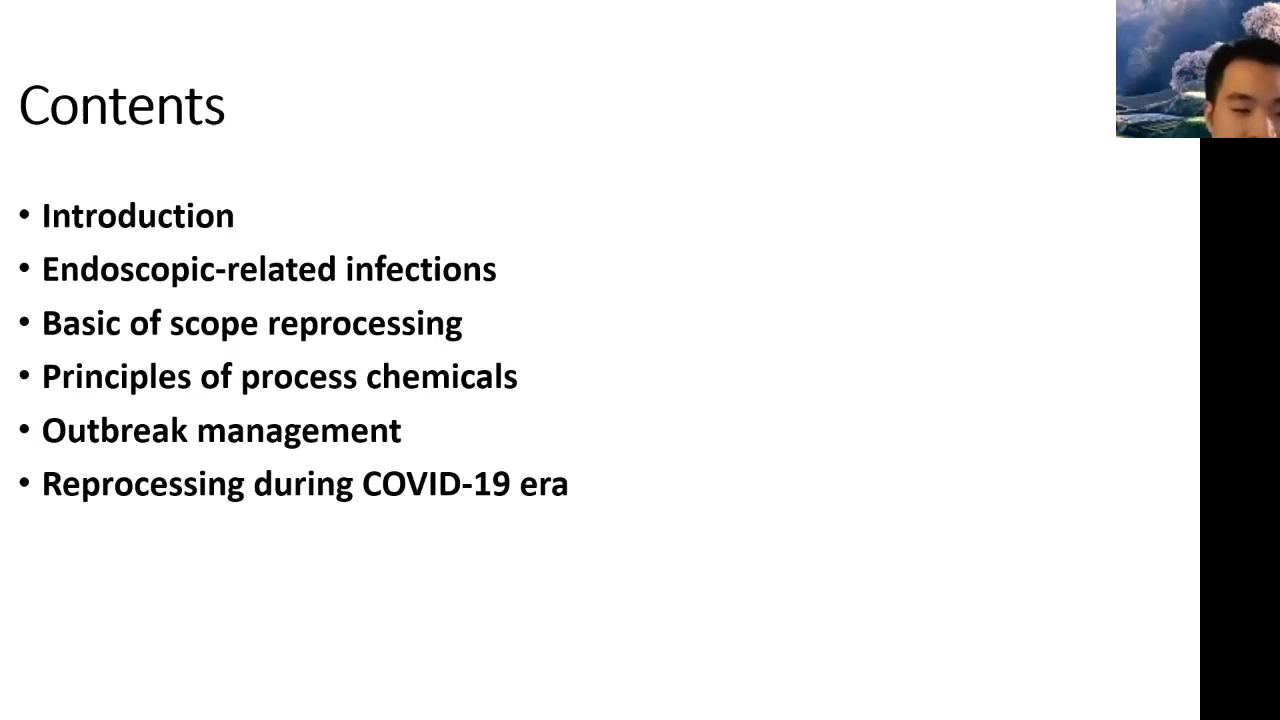 Contents
• Introduction
• Endoscopic-related infections
• Basic of scope reprocessing
• Principles of process chemicals
• Outbreak management
• Reprocessing during COVID-19 era